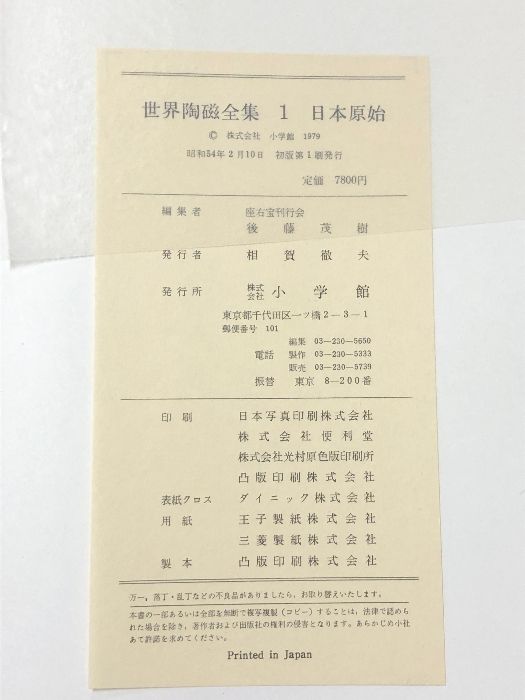 世界陶磁全集 1 日本原始
© 株式会社 小学館 1979
昭和54年2月10日 初版第1刷発行
定価 7800円
編集者 座右宝刊行会
後藤茂樹
発行者 相賀徹夫
発行所 株式会社 小学館
東京都千代田区一ツ橋2―3―1
郵便番号 101
編集 03―230―5650
電話 製作 03―230―5333
販売 03―230―5739
振替 東京 8―200番
印刷 日本写真印刷株式会社
株式会社便利堂
株式会社光村原色版印刷所
凸版印刷株式会社
表紙クロス ダイニック株式会社
用紙 王子製紙株式会社
三菱製紙株式会社
製本 凸版印刷株式会社
万一,落丁・乱丁などの不良品がありましたら,お取り替えいたします。
本書の一部あるいは全部を無断で複写複製(コピー)することは,法律で認めら
れた場合を除き,著作者および出版社の権利の侵害となります。あらかじめ小社
あて許諾を求めてください。
Printed in Japan